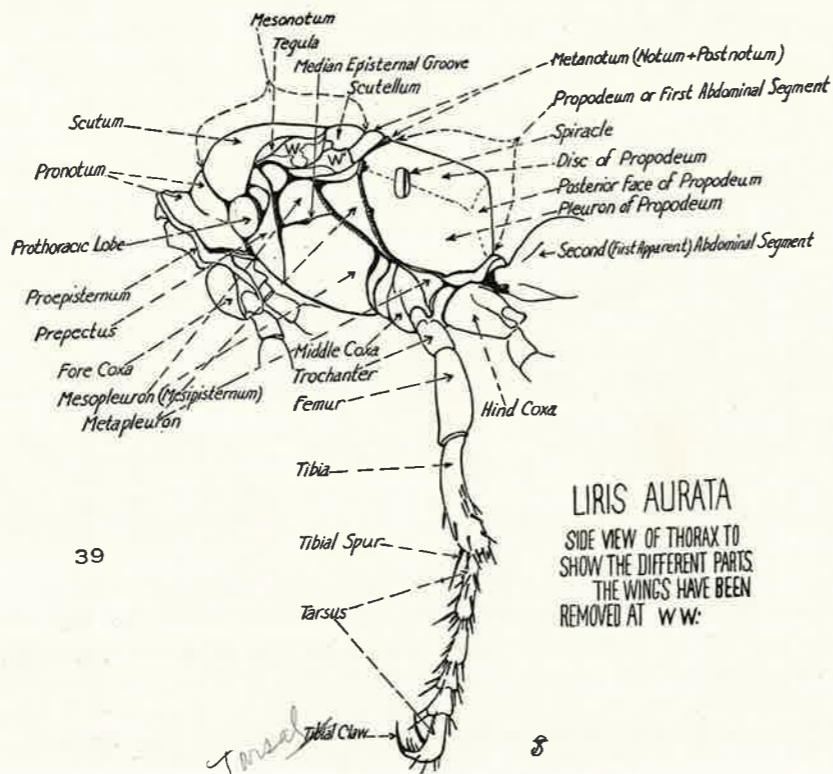 Mesonotum
Tegula
Median Episternal Groove
Scutellum
Scutum
Pronotum
Prothoracic Lobe
Proepisternum
Prepectus
Fore Coxa
Mesopleuron (Mesipisternum)
Metapleuron
Metanotum (Notum + Postnotum)
Propodeum or First Abdominal Segment
Spiracle
Disc of Propodeum
Posterior Face of Propodeum
Pleuron of Propodeum
Second (First Apparent) Abdominal Segment
W
W
Middle Coxa
Trochanter
Femur
Hind Coxa
Tibia
Tibial Spur
Tarsus
Tarsal
Tibial Claw
39
LIRIS AURATA
SIDE VIEW OF THORAX TO
SHOW THE DIFFERENT PARTS.
THE WINGS HAVE BEEN
REMOVED AT WW: